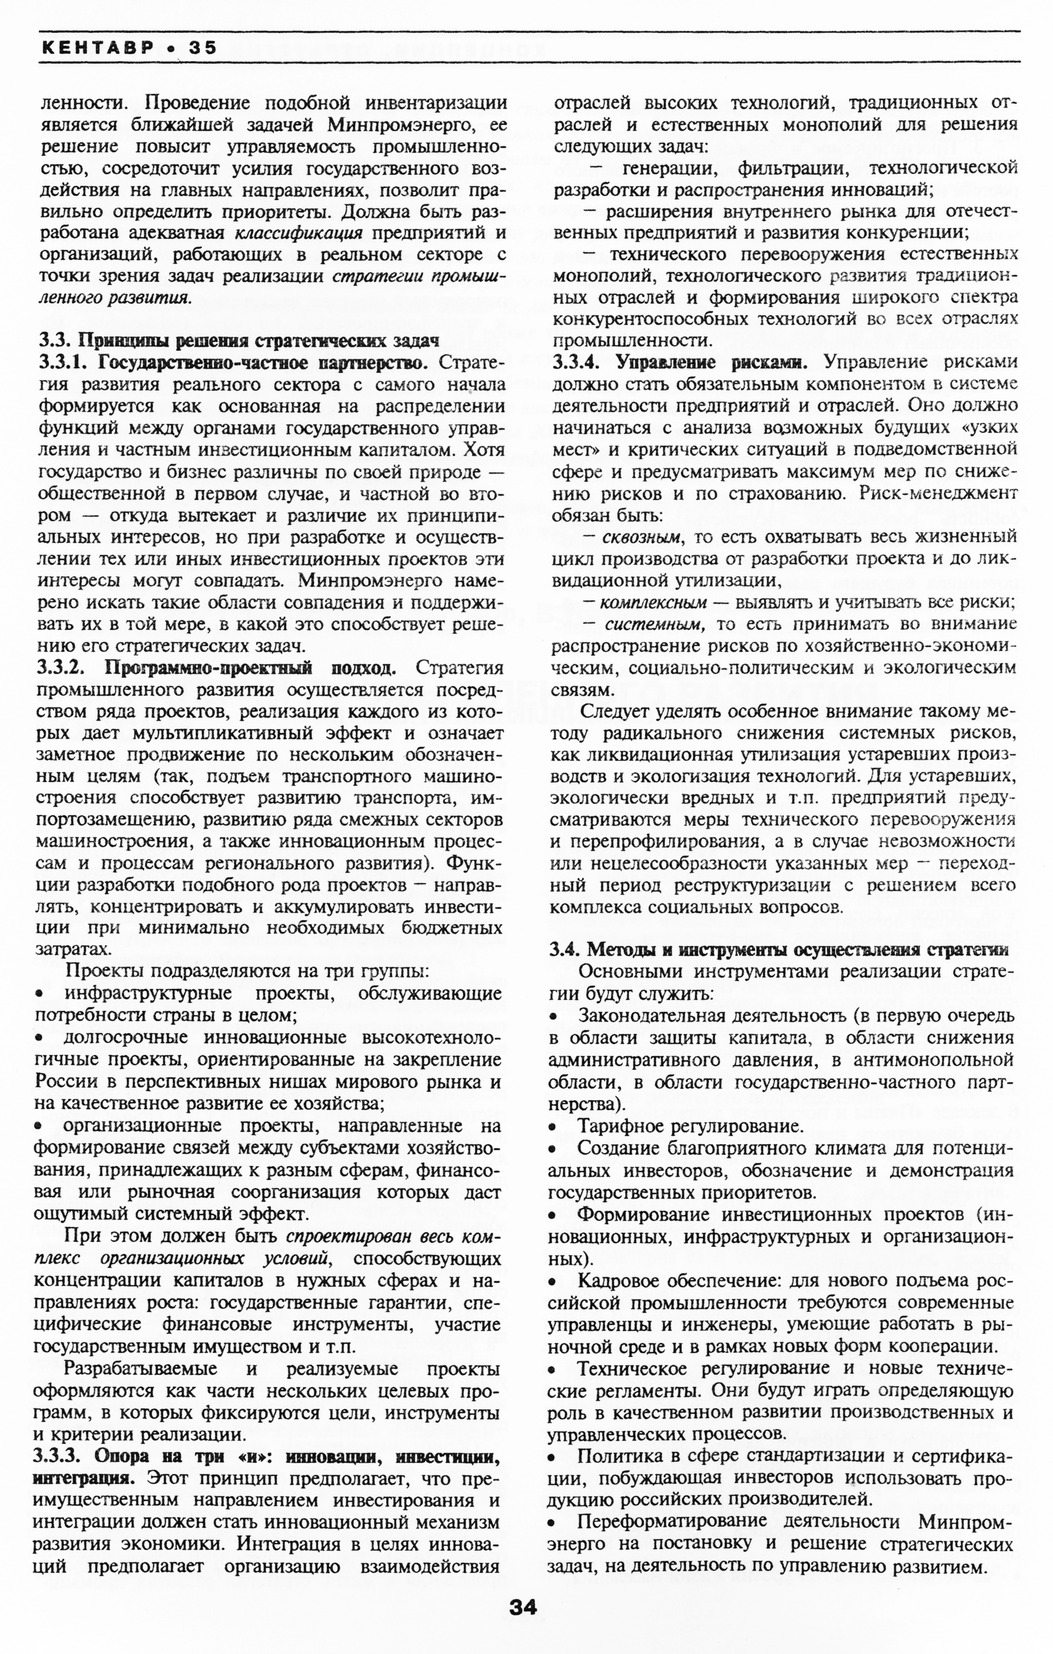 КЕНТАВР • 35
ленности. Проведение подобной инвентаризации
является ближайшей задачей Минпромэнерго, ее
решение повысит управляемость промышленно-
стью, сосредоточит усилия государственного воз-
действия на главных направлениях, позволит пра-
вильно определить приоритеты. Должна быть раз-
работана адекватная классификация предприятий и
организаций, работающих в реальном секторе с
точки зрения задач реализации стратегии промыш-
ленного развития.
3.3. Принципы решения стратегических задач
3.3.1. Государственно-частное партнерство. Страте-
гия развития реального сектора с самого начала
формируется как основанная на распределении
функций между органами государственного управ-
ления и частным инвестиционным капиталом. Хотя
государство и бизнес различны по своей природе —
общественной в первом случае, и частной во вто-
ром — откуда вытекает и различие их принципи-
альных интересов, но при разработке и осуществ-
лении тех или иных инвестиционных проектов эти
интересы могут совпадать. Минпромэнерго наме-
рено искать такие области совпадения и поддержи-
вать их в той мере, в какой это способствует реше-
нию его стратегических задач.
3.3.2. Программно-проектный подход. Стратегия
промышленного развития осуществляется посред-
ством ряда проектов, реализация каждого из кото-
рых дает мультипликативный эффект и означает
заметное продвижение по нескольким обозначен-
ным целям (так, подъем транспортного машино-
строения способствует развитию транспорта, им-
портозамещению, развитию ряда смежных секторов
машиностроения, а также инновационным процес-
сам и процессам регионального развития). Функ-
ции разработки подобного рода проектов — направ-
лять, концентрировать и аккумулировать инвести-
ции при минимально необходимых бюджетных
затратах.
Проекты подразделяются на три группы:
• инфраструктурные проекты, обслуживающие
потребности страны в целом;
• долгосрочные инновационные высокотехноло-
гичные проекты, ориентированные на закрепление
России в перспективных нишах мирового рынка и
на качественное развитие ее хозяйства;
• организационные проекты, направленные на
формирование связей между субъектами хозяйство-
вания, принадлежащих к разным сферам, финансо-
вая или рыночная соорганизация которых даст
ощутимый системный эффект.
При этом должен быть спроектирован весь ком-
плекс организационных условий, способствующих
концентрации капиталов в нужных сферах и на-
правлениях роста: государственные гарантии, спе-
цифические финансовые инструменты, участие
государственным имуществом и т.п.
Разрабатываемые и реализуемые проекты
оформляются как части нескольких целевых про-
грамм, в которых фиксируются цели, инструменты
и критерии реализации.
3.3.3. Опора на три «и»: инновации, инвестиции,
интеграция. Этот принцип предполагает, что пре-
имущественным направлением инвестирования и
интеграции должен стать инновационный механизм
развития экономики. Интеграция в целях иннова-
ций предполагает организацию взаимодействия
отраслей высоких технологий, традиционных от-
раслей и естественных монополий для решения
следующих задач:
— генерации, фильтрации, технологической
разработки и распространения инноваций;
— расширения внутреннего рынка для отечест-
венных предприятий и развития конкуренции;
— технического перевооружения естественных
монополий, технологического развития традицион-
ных отраслей и формирования широкого спектра
конкурентоспособных технологий во всех отраслях
промышленности.
3.3.4. Управление рисками. Управление рисками
должно стать обязательным компонентом в системе
деятельности предприятий и отраслей. Оно должно
начинаться с анализа возможных будущих «узких
мест» и критических ситуаций в подведомственной
сфере и предусматривать максимум мер по сниже-
нию рисков и по страхованию. Риск-менеджмент
обязан быть:
— сквозным, то есть охватывать весь жизненный
цикл производства от разработки проекта и до лик-
видационной утилизации,
— комплексным — выявлять и учитывать все риски;
— системным, то есть принимать во внимание
распространение рисков по хозяйственно-экономи-
ческим, социально-политическим и экологическим
связям.
Следует уделять особенное внимание такому ме-
тоду радикального снижения системных рисков,
как ликвидационная утилизация устаревших произ-
водств и экологизация технологий. Для устаревших,
экологически вредных и т.п. предприятий преду-
сматриваются меры технического перевооружения
и перепрофилирования, а в случае невозможности
или нецелесообразности указанных мер — переход-
ный период реструктуризации с решением всего
комплекса социальных вопросов.
3.4. Методы и инструменты осуществления стратегии
Основными инструментами реализации страте-
гии будут служить:
• Законодательная деятельность (в первую очередь
в области защиты капитала, в области снижения
административного давления, в антимонопольной
области, в области государственно-частного парт-
нерства).
• Тарифное регулирование.
• Создание благоприятного климата для потенци-
альных инвесторов, обозначение и демонстрация
государственных приоритетов.
• Формирование инвестиционных проектов (ин-
новационных, инфраструктурных и организацион-
ных).
• Кадровое обеспечение: для нового подъема рос-
сийской промышленности требуются современные
управленцы и инженеры, умеющие работать в ры-
ночной среде и в рамках новых форм кооперации.
• Техническое регулирование и новые техниче-
ские регламенты. Они будут играть определяющую
роль в качественном развитии производственных и
управленческих процессов.
• Политика в сфере стандартизации и сертифика-
ции, побуждающая инвесторов использовать про-
дукцию российских производителей.
• Переформатирование деятельности Минпром-
энерго на постановку и решение стратегических
задач, на деятельность по управлению развитием.
34